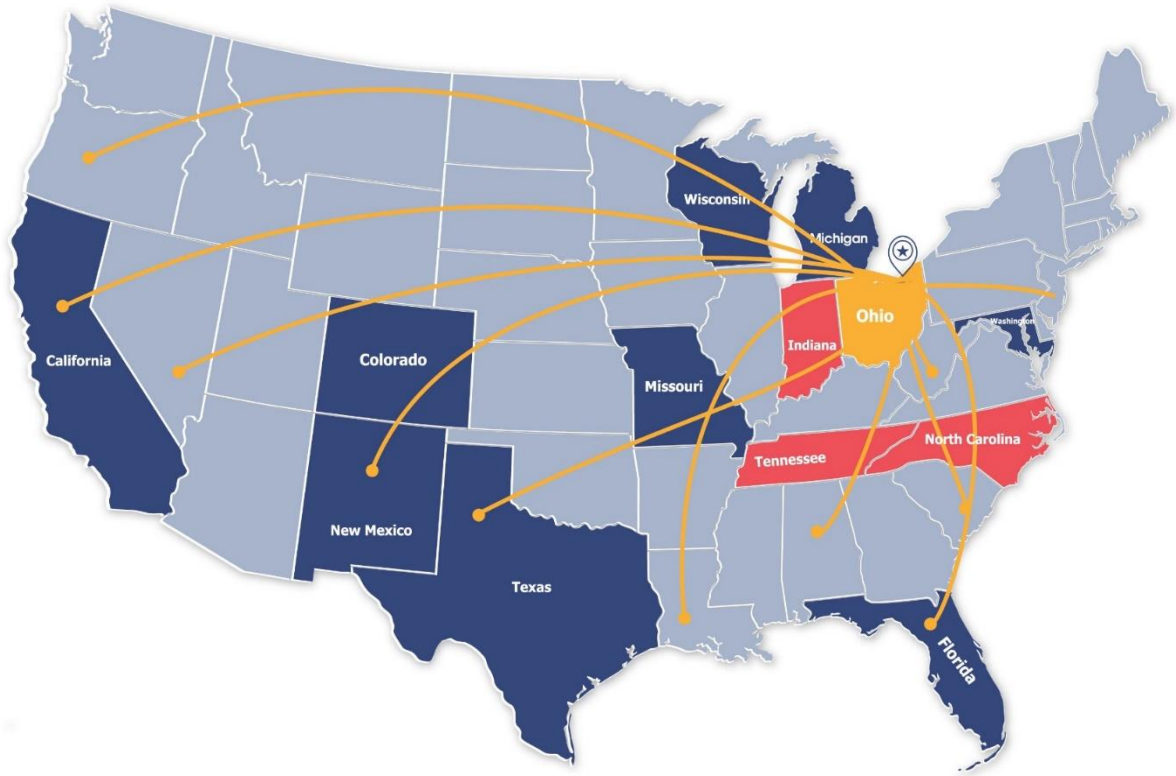 Wisconsin
Michigan
Ohio
Washington
Indiana
California
Colorado
Missouri
North Carolina
Tennessee
New Mexico
Texas
Florida